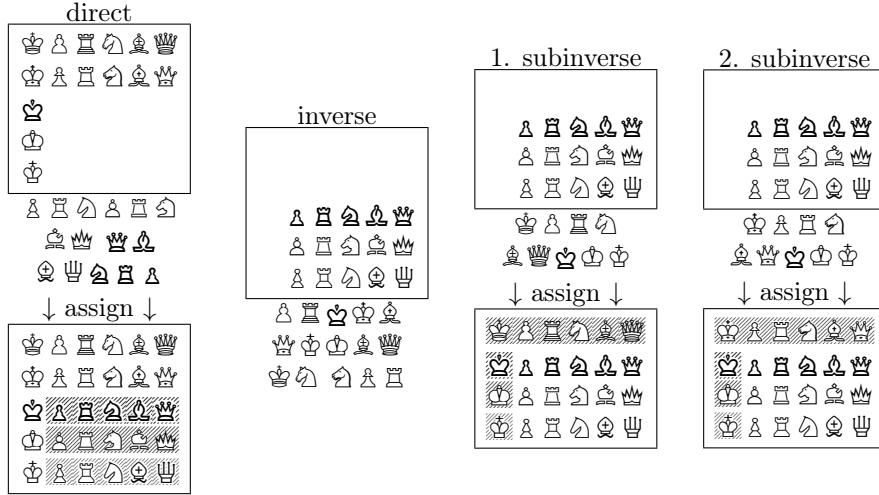 direct
inverse
1. subinverse
2. subinverse
↓ assign ↓
↓ assign ↓
↓ assign ↓